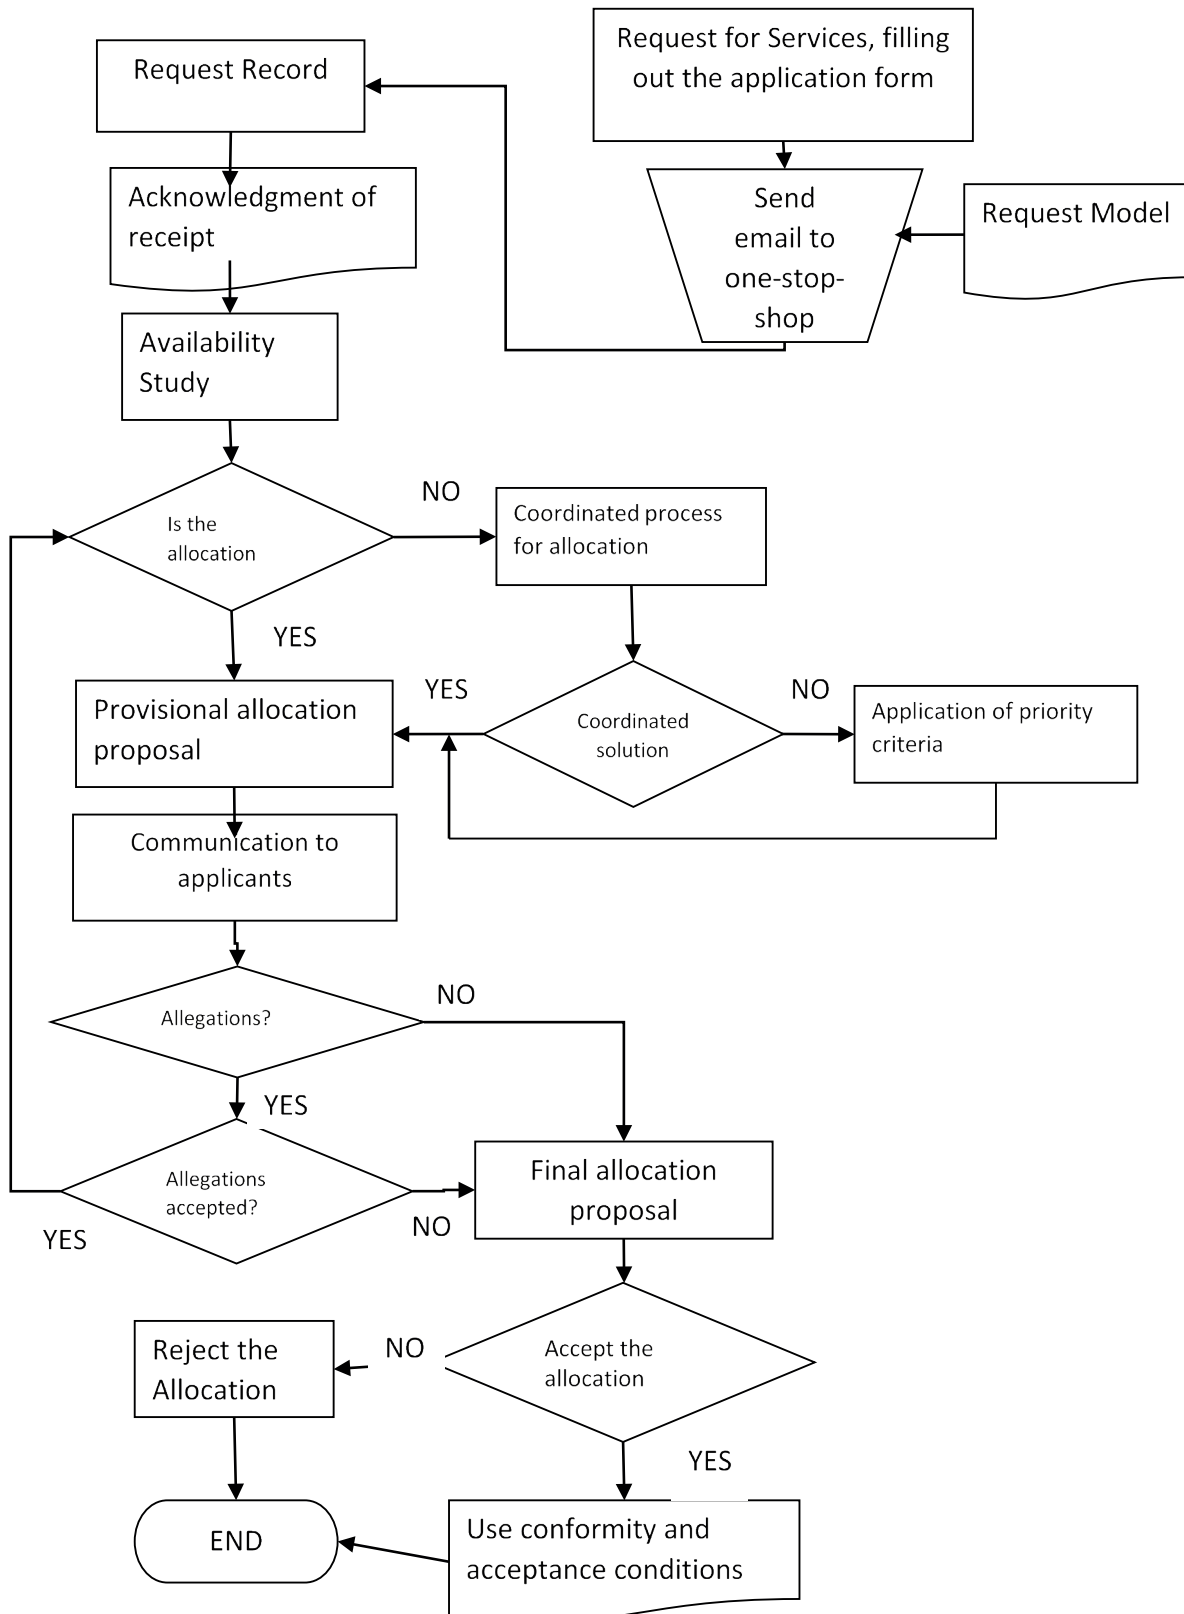 Request for Services, filling
out the application form
Request Record
Send
email to
one-stop-
shop
Request Model
Acknowledgment of
receipt
Availability
Study
Is the
allocation
NO
Coordinated process
for allocation
YES
Provisional allocation
proposal
YES
Coordinated
solution
NO
Application of priority
criteria
Communication to
applicants
Allegations?
NO
YES
Allegations
accepted?
YES
NO
Final allocation
proposal
Accept the
allocation
NO
Reject the
Allocation
YES
Use conformity and
acceptance conditions
END